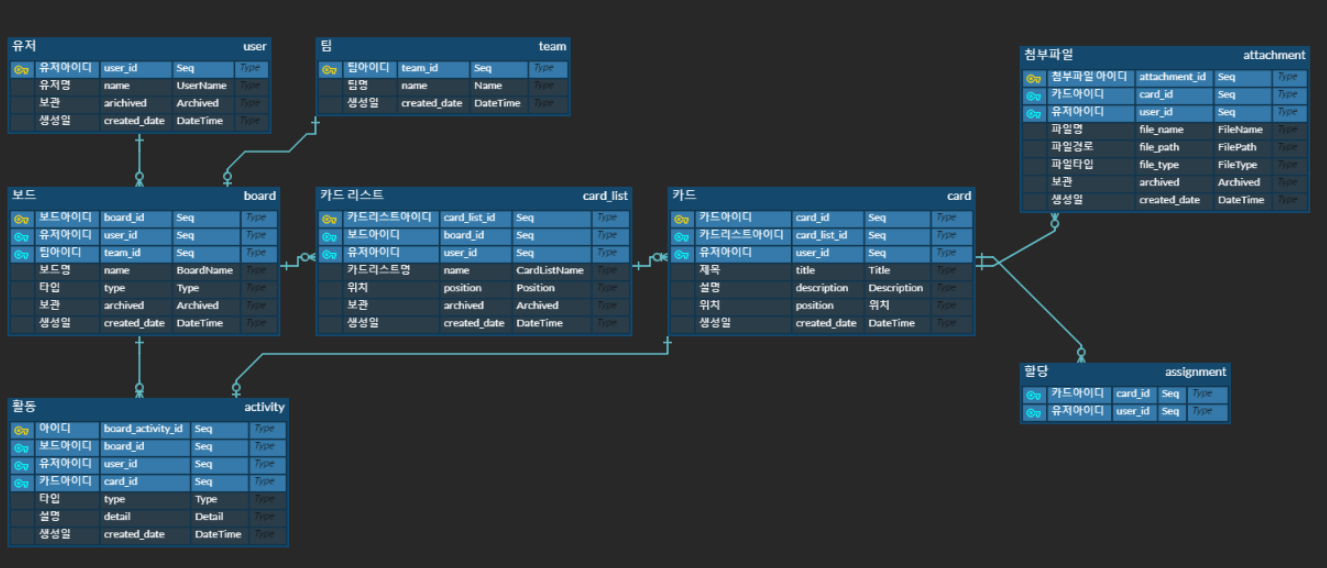 유저 user
유저아이디 user_id Seq Type
유저명 name UserName Type
보관 arichived Archived Type
생성일 created_date DateTime Type
팀 team
팀아이디 team_id Seq Type
팀명 name Name Type
생성일 created_date DateTime Type
첨부파일 attachment
첨부파일 아이디 attachment_id Seq Type
카드아이디 card_id Seq Type
유저아이디 user_id Seq Type
파일명 file_name FileName Type
파일경로 file_path FilePath Type
파일타입 file_type FileType Type
보관 archived Archived Type
생성일 created_date DateTime Type
보드 board
보드아이디 board_id Seq Type
유저아이디 user_id Seq Type
팀아이디 team_id Seq Type
보드명 name BoardName Type
타입 type Type Type
보관 archived Archived Type
생성일 created_date DateTime Type
카드 리스트 card_list
카드리스트아이디 card_list_id Seq Type
보드아이디 board_id Seq Type
유저아이디 user_id Seq Type
카드리스트명 name CardListName Type
위치 position Position Type
보관 archived Archived Type
생성일 created_date DateTime Type
카드 card
카드아이디 card_id Seq Type
카드리스트아이디 card_list_id Seq Type
유저아이디 user_id Seq Type
제목 title Title Type
설명 description Description Type
위치 position 위치 Type
생성일 created_date DateTime Type
할당 assignment
카드아이디 card_id Seq Type
유저아이디 user_id Seq Type
활동 activity
아이디 board_activity_id Seq Type
보드아이디 board_id Seq Type
유저아이디 user_id Seq Type
카드아이디 card_id Seq Type
타입 type Type Type
설명 detail Detail Type
생성일 created_date DateTime Type